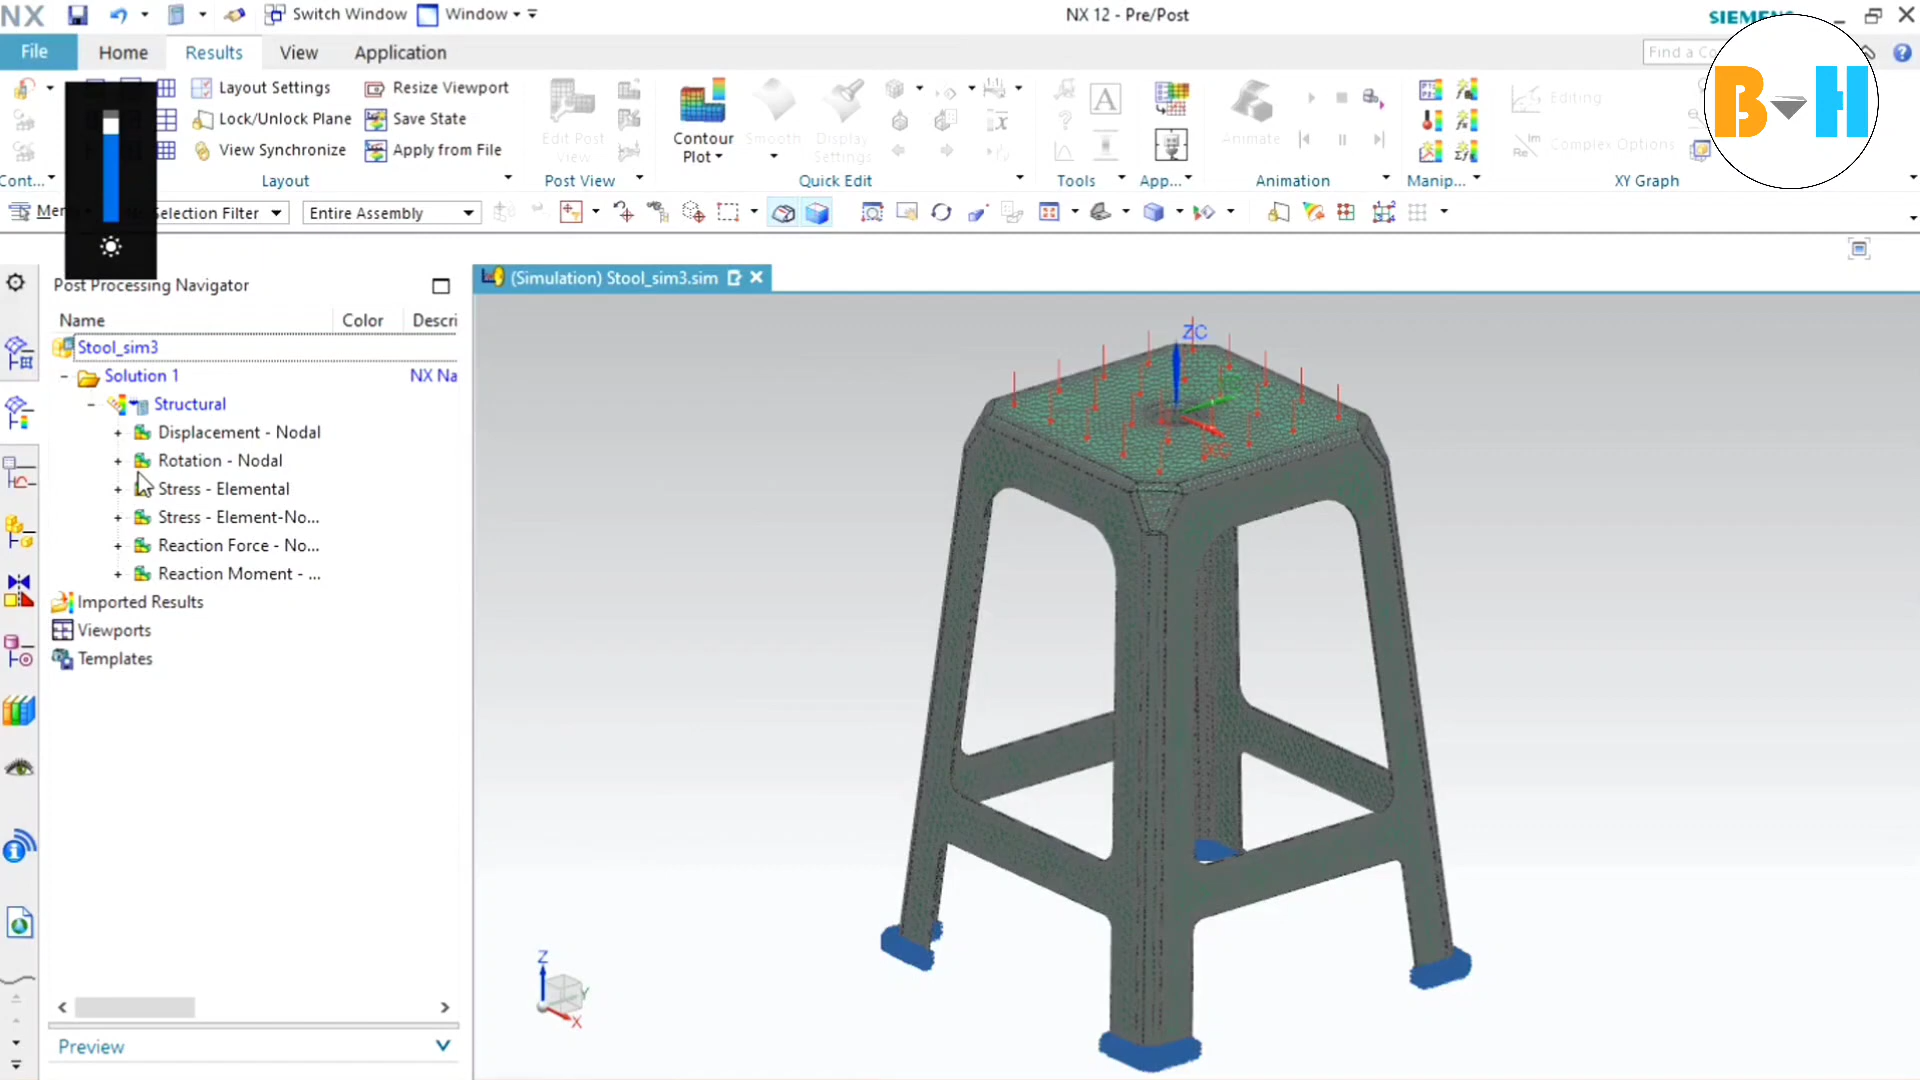 NX Switch Window Window NX 12 - Pre/Post SIEMENS
File Home Results View Application
Layout Settings Resize Viewport
Lock/Unlock Plane Save State
View Synchronize Apply from File
Edit Post View
Contour Plot
Smooth
Display Settings
Animate
Editing
Complex Options
Cont... Layout Post View Quick Edit Tools App... Animation Manip... XY Graph
B H
Selection Filter Entire Assembly
Post Processing Navigator
(Simulation) Stool_sim3.sim
Name Color Descri
Stool_sim3
Solution 1 NX Na
Structural
Displacement - Nodal
Rotation - Nodal
Stress - Elemental
Stress - Element-No...
Reaction Force - No...
Reaction Moment - ...
Imported Results
Viewports
Templates
Preview
ZC
XC
Z
Y
X